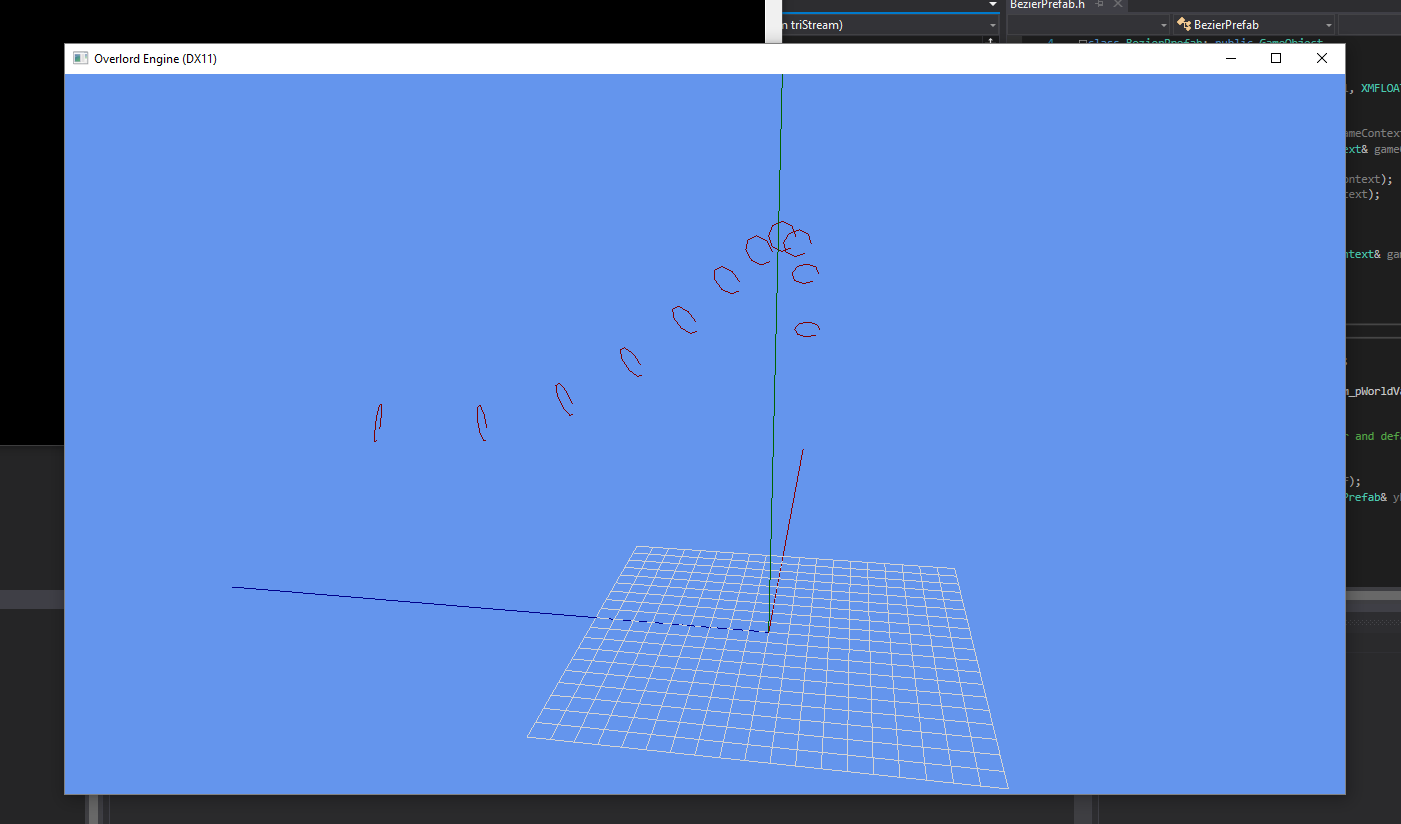 BezierPrefab.h
n triStream)
BezierPrefab
4 class BezierPrefab: public GameObject
Overlord Engine (DX11)
, XMFLOA
ameContex
ext& game
ontext);
text);
ntext& ga
m_pWorldV
r and def
);
Prefab& y